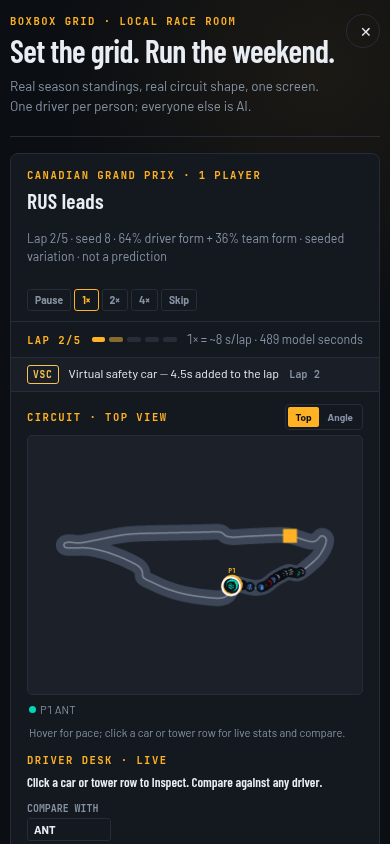 BOXBOX GRID · LOCAL RACE ROOM
Set the grid. Run the weekend.
Real season standings, real circuit shape, one screen.
One driver per person; everyone else is AI.
CANADIAN GRAND PRIX · 1 PLAYER
RUS leads
Lap 2/5 · seed 8 · 64% driver form + 36% team form · seeded
variation · not a prediction
Pause 1× 2× 4× Skip
LAP 2/5 1× = ~8 s/lap · 489 model seconds
VSC Virtual safety car — 4.5s added to the lap Lap 2
CIRCUIT · TOP VIEW Top Angle
P1
P1 ANT
Hover for pace; click a car or tower row for live stats and compare.
DRIVER DESK · LIVE
Click a car or tower row to inspect. Compare against any driver.
COMPARE WITH
ANT